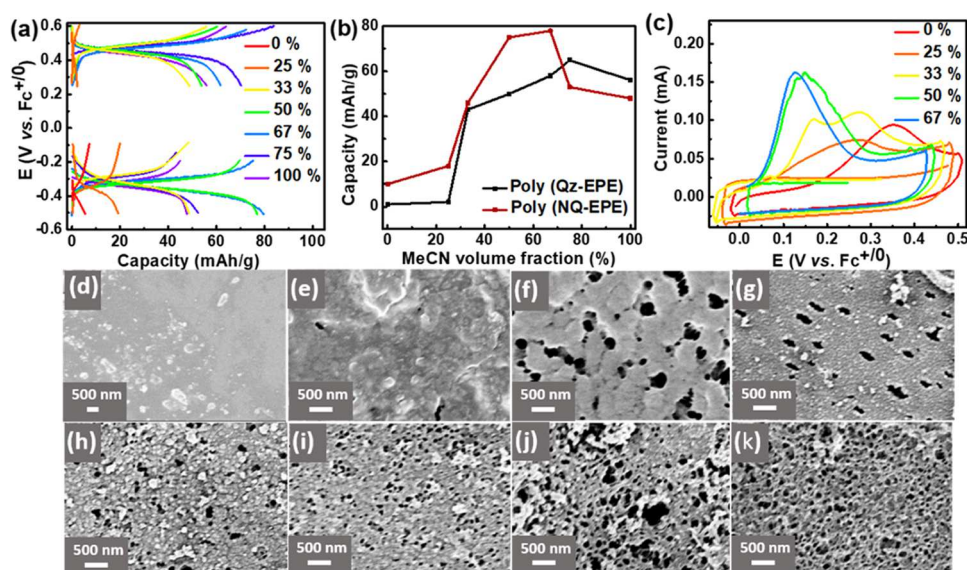 (a)
E (V vs. Fc+/0)
0.6
0.4
0.2
0.0
-0.2
-0.4
-0.6
0 %
25 %
33 %
50 %
67 %
75 %
100 %
0 20 40 60 80 100
Capacity (mAh/g)
(b)
Capacity (mAh/g)
80
60
40
20
0
Poly (Qz-EPE)
Poly (NQ-EPE)
0 25 50 75 100
MeCN volume fraction (%)
(c)
Current (mA)
0.20
0.15
0.10
0.05
0.00
0 %
25 %
33 %
50 %
67 %
0.0 0.1 0.2 0.3 0.4 0.5
E (V vs. Fc+/0)
(d)
500 nm
(e)
500 nm
(f)
500 nm
(g)
500 nm
(h)
500 nm
(i)
500 nm
(j)
500 nm
(k)
500 nm